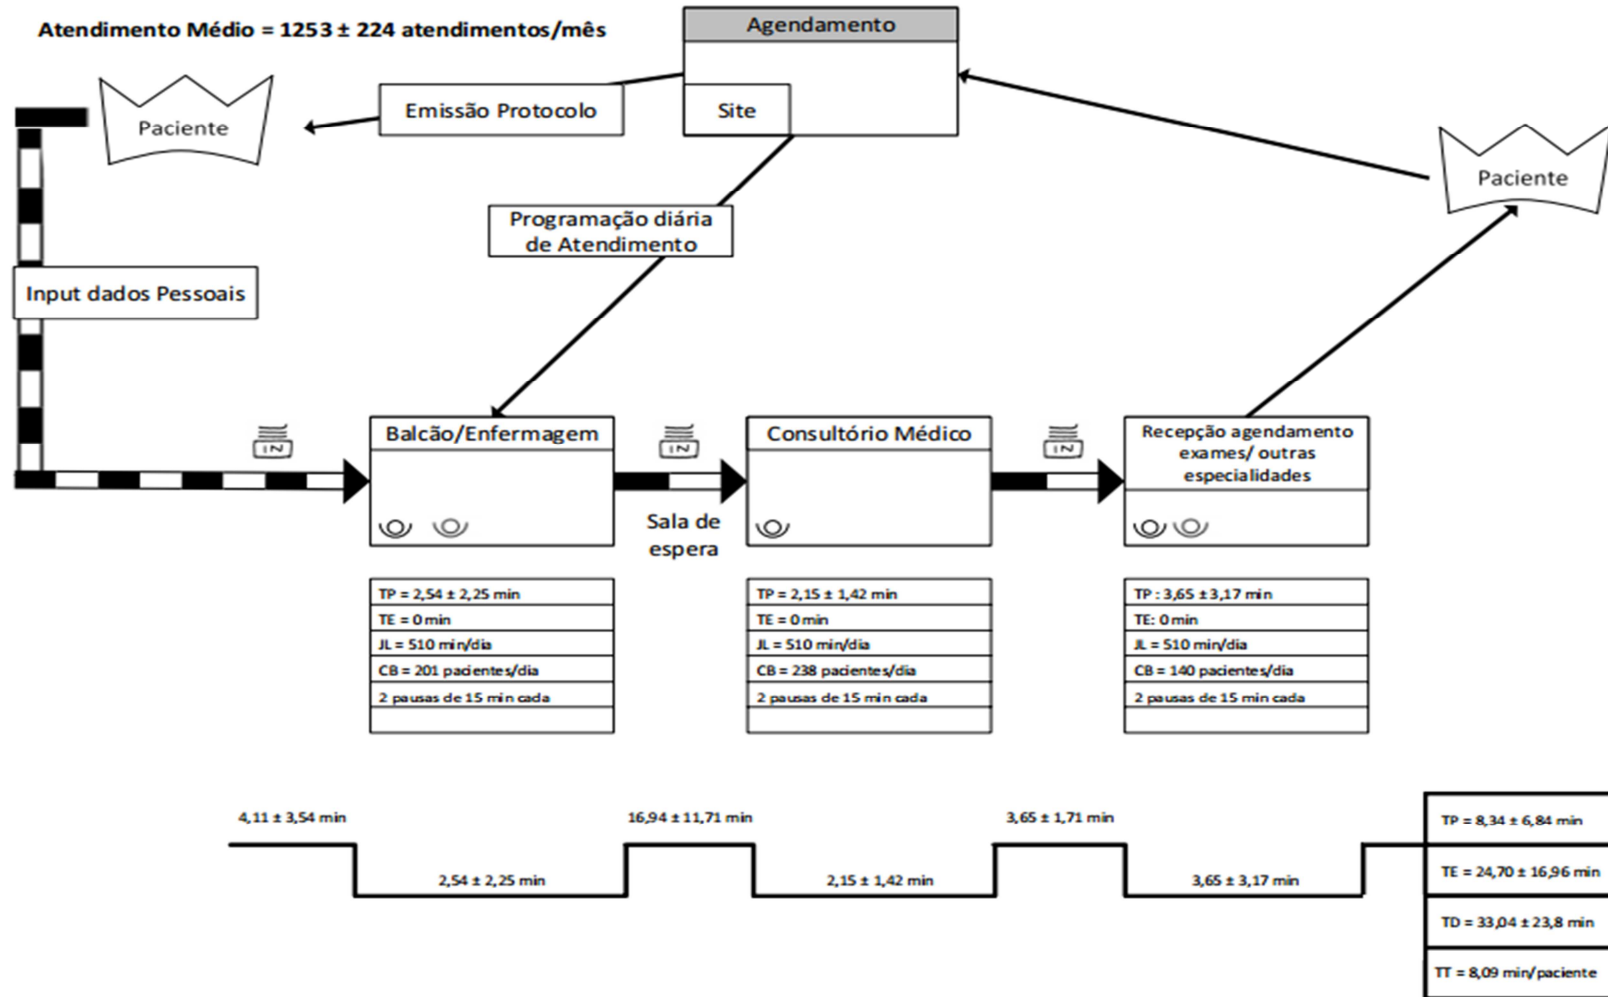 Atendimento Médio = 1253 ± 224 atendimentos/mês
Agendamento
Site
Emissão Protocolo
Paciente
Paciente
Programação diária
de Atendimento
Input dados Pessoais
IN
Balcão/Enfermagem
IN
Consultório Médico
IN
Recepção agendamento
exames/ outras
especialidades
Sala de
espera
TP = 2,54 ± 2,25 min
TE = 0 min
JL = 510 min/dia
CB = 201 pacientes/dia
2 pausas de 15 min cada
TP = 2,15 ± 1,42 min
TE = 0 min
JL = 510 min/dia
CB = 238 pacientes/dia
2 pausas de 15 min cada
TP : 3,65 ± 3,17 min
TE: 0 min
JL = 510 min/dia
CB = 140 pacientes/dia
2 pausas de 15 min cada
4,11 ± 3,54 min
2,54 ± 2,25 min
16,94 ± 11,71 min
2,15 ± 1,42 min
3,65 ± 1,71 min
3,65 ± 3,17 min
TP = 8,34 ± 6,84 min
TE = 24,70 ± 16,96 min
TD = 33,04 ± 23,8 min
TT = 8,09 min/paciente